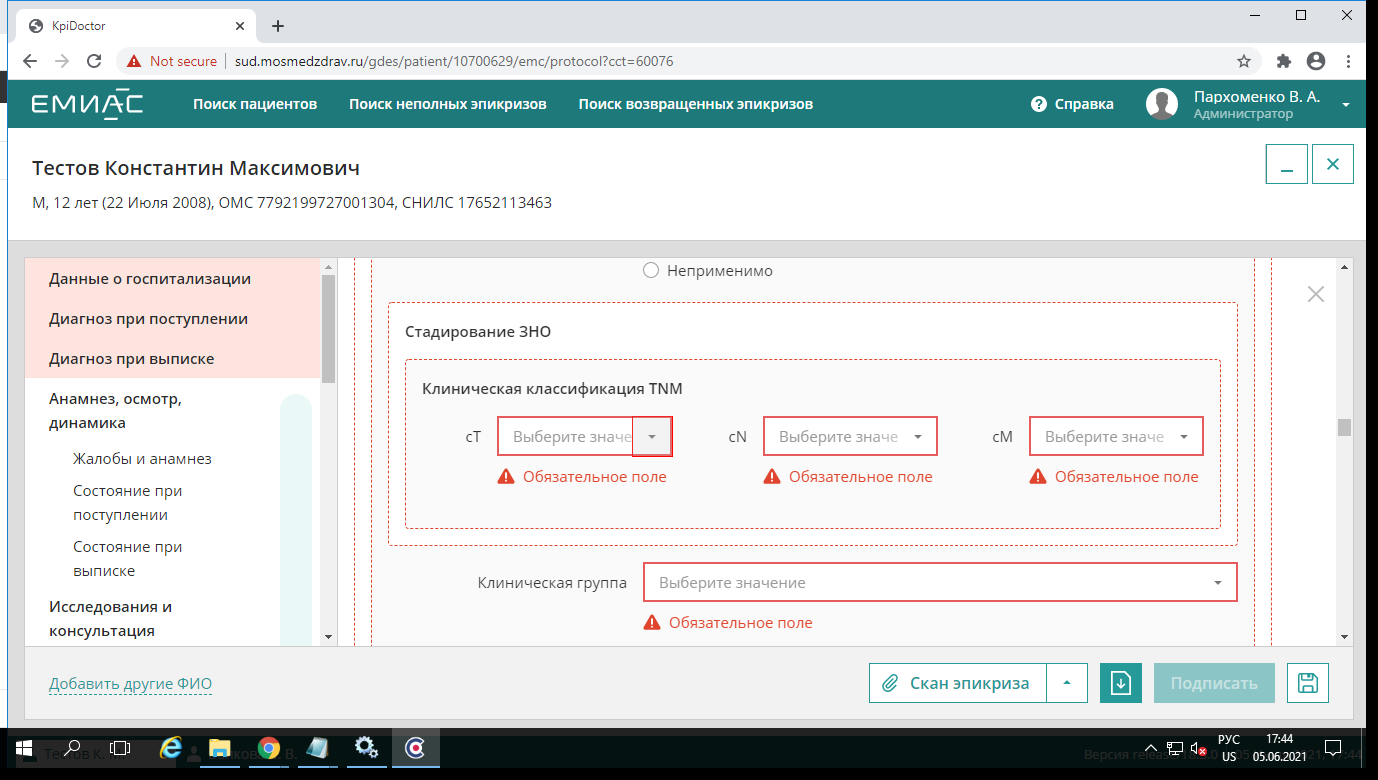 KpiDoctor
Not secure
sud.mosmedzdrav.ru/gdes/patient/10700629/emc/protocol?cct=60076
ЕМИАС
Поиск пациентов
Поиск неполных эпикризов
Поиск возвращенных эпикризов
? Справка
Пархоменко В. А.
Администратор
Тестов Константин Максимович
М, 12 лет (22 Июля 2008), ОМС 7792199727001304, СНИЛС 17652113463
Данные о госпитализации
Диагноз при поступлении
Диагноз при выписке
Анамнез, осмотр,
динамика
Жалобы и анамнез
Состояние при
поступлении
Состояние при
выписке
Исследования и
консультация
Неприменимо
Стадирование ЗНО
Клиническая классификация TNM
cT Выберите значе
cN Выберите значе
cM Выберите значе
Обязательное поле
Обязательное поле
Обязательное поле
Клиническая группа Выберите значение
Обязательное поле
Добавить другие ФИО
Скан эпикриза
Подписать
Тестов К. М.
Версия release
РУС
US
17:44
05.06.2021